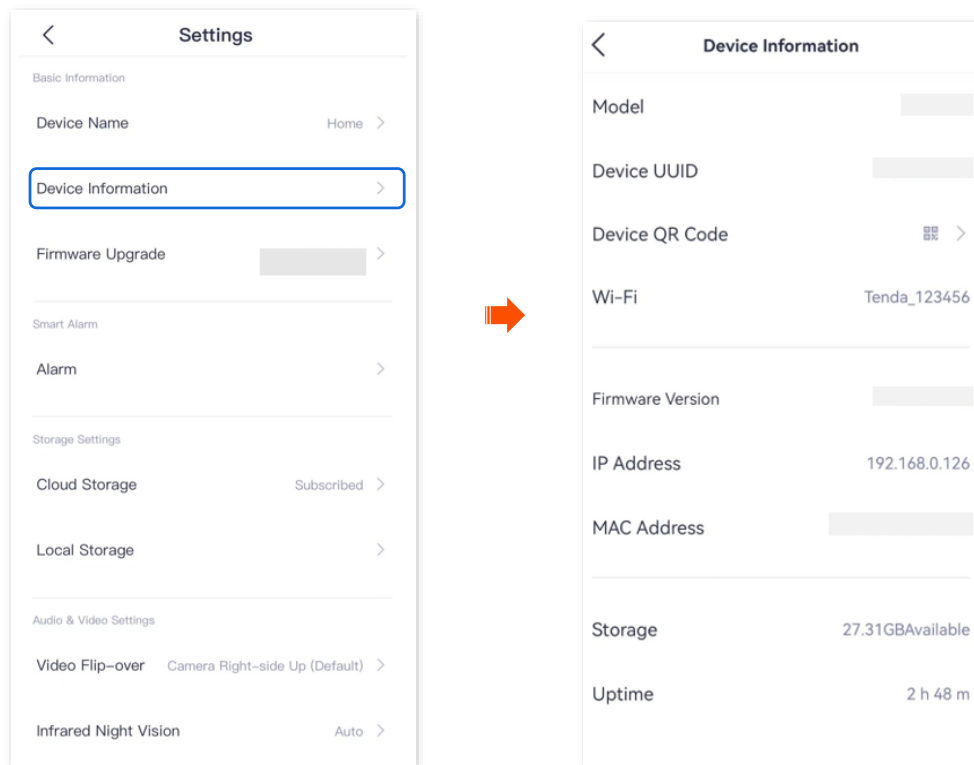 Settings
Basic Information
Device Name Home
Device Information
Firmware Upgrade
Smart Alarm
Alarm
Storage Settings
Cloud Storage Subscribed
Local Storage
Audio & Video Settings
Video Flip-over Camera Right-side Up (Default)
Infrared Night Vision Auto
Device Information
Model
Device UUID
Device QR Code
Wi-Fi Tenda_123456
Firmware Version
IP Address 192.168.0.126
MAC Address
Storage 27.31GBAvailable
Uptime 2 h 48 m